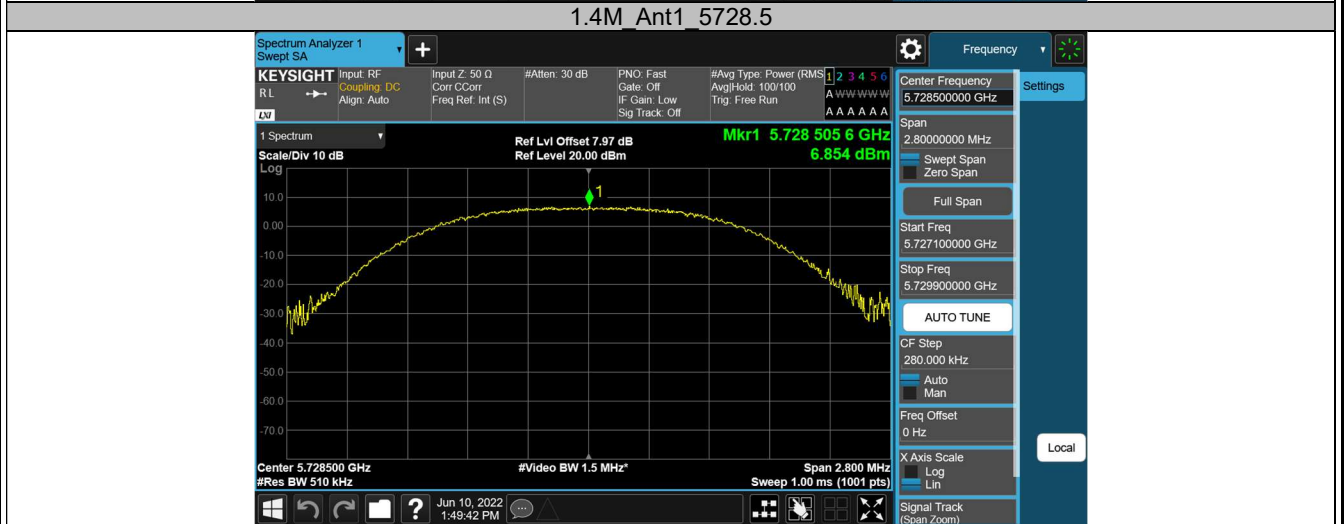 1.4M_Ant1_5728.5
Spectrum Analyzer 1
Swept SA
+
Frequency
KEYSIGHT
RL
LXI
Input: RF
Coupling: DC
Align: Auto
Input Z: 50 Ω
Corr CCorr
Freq Ref: Int (S)
#Atten: 30 dB
PNO: Fast
Gate: Off
IF Gain: Low
Sig Track: Off
#Avg Type: Power (RMS
Avg|Hold: 100/100
Trig: Free Run
1 2 3 4 5 6
A W W W W W
A A A A A A
1 Spectrum
Scale/Div 10 dB
Log
Ref Lvl Offset 7.97 dB
Ref Level 20.00 dBm
Mkr1 5.728 505 6 GHz
6.854 dBm
1
10.0
0.00
-10.0
-20.0
-30.0
-40.0
-50.0
-60.0
-70.0
Center 5.728500 GHz
#Res BW 510 kHz
#Video BW 1.5 MHz*
Span 2.800 MHz
Sweep 1.00 ms (1001 pts)
Settings
Center Frequency
5.728500000 GHz
Span
2.80000000 MHz
Swept Span
Zero Span
Full Span
Start Freq
5.727100000 GHz
Stop Freq
5.729900000 GHz
AUTO TUNE
CF Step
280.000 kHz
Auto
Man
Freq Offset
0 Hz
X Axis Scale
Log
Lin
Signal Track
(Span Zoom)
Local
?
Jun 10, 2022
1:49:42 PM